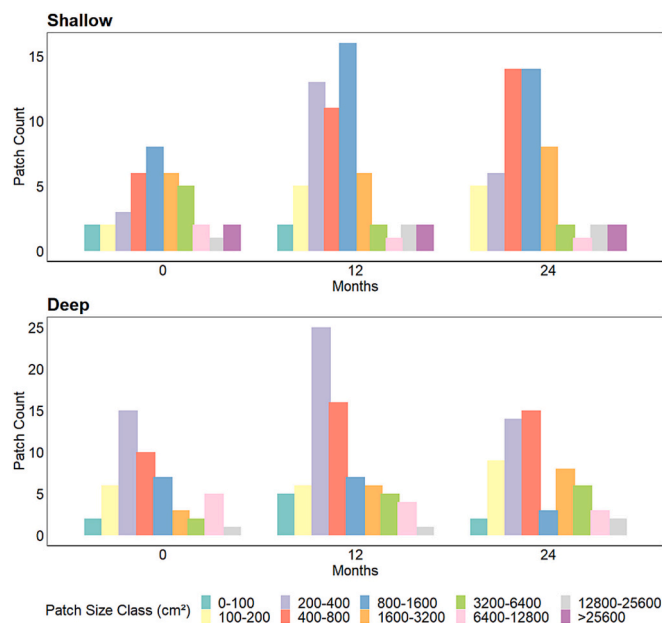 Shallow
15
10
5
0
Patch Count
0 12 24
Months
Deep
25
20
15
10
5
0
Patch Count
0 12 24
Months
Patch Size Class (cm²) 0-100 200-400 800-1600 3200-6400 12800-25600
100-200 400-800 1600-3200 6400-12800 >25600